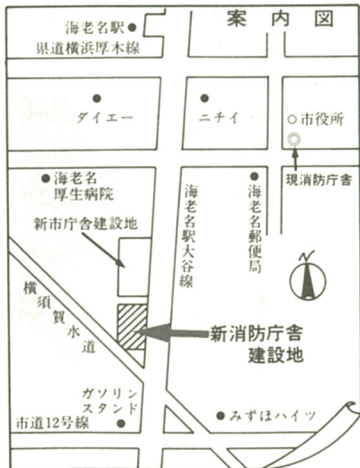 案内図
海老名駅
県道横浜厚木線
ダイエー
ニチイ
市役所
現消防庁舎
海老名
厚生病院
新市庁舎建設地
海老名駅大谷線
海老名郵便局
横須賀水道
N
新消防庁舎
建設地
ガソリン
スタンド
市道12号線
みずほハイツ